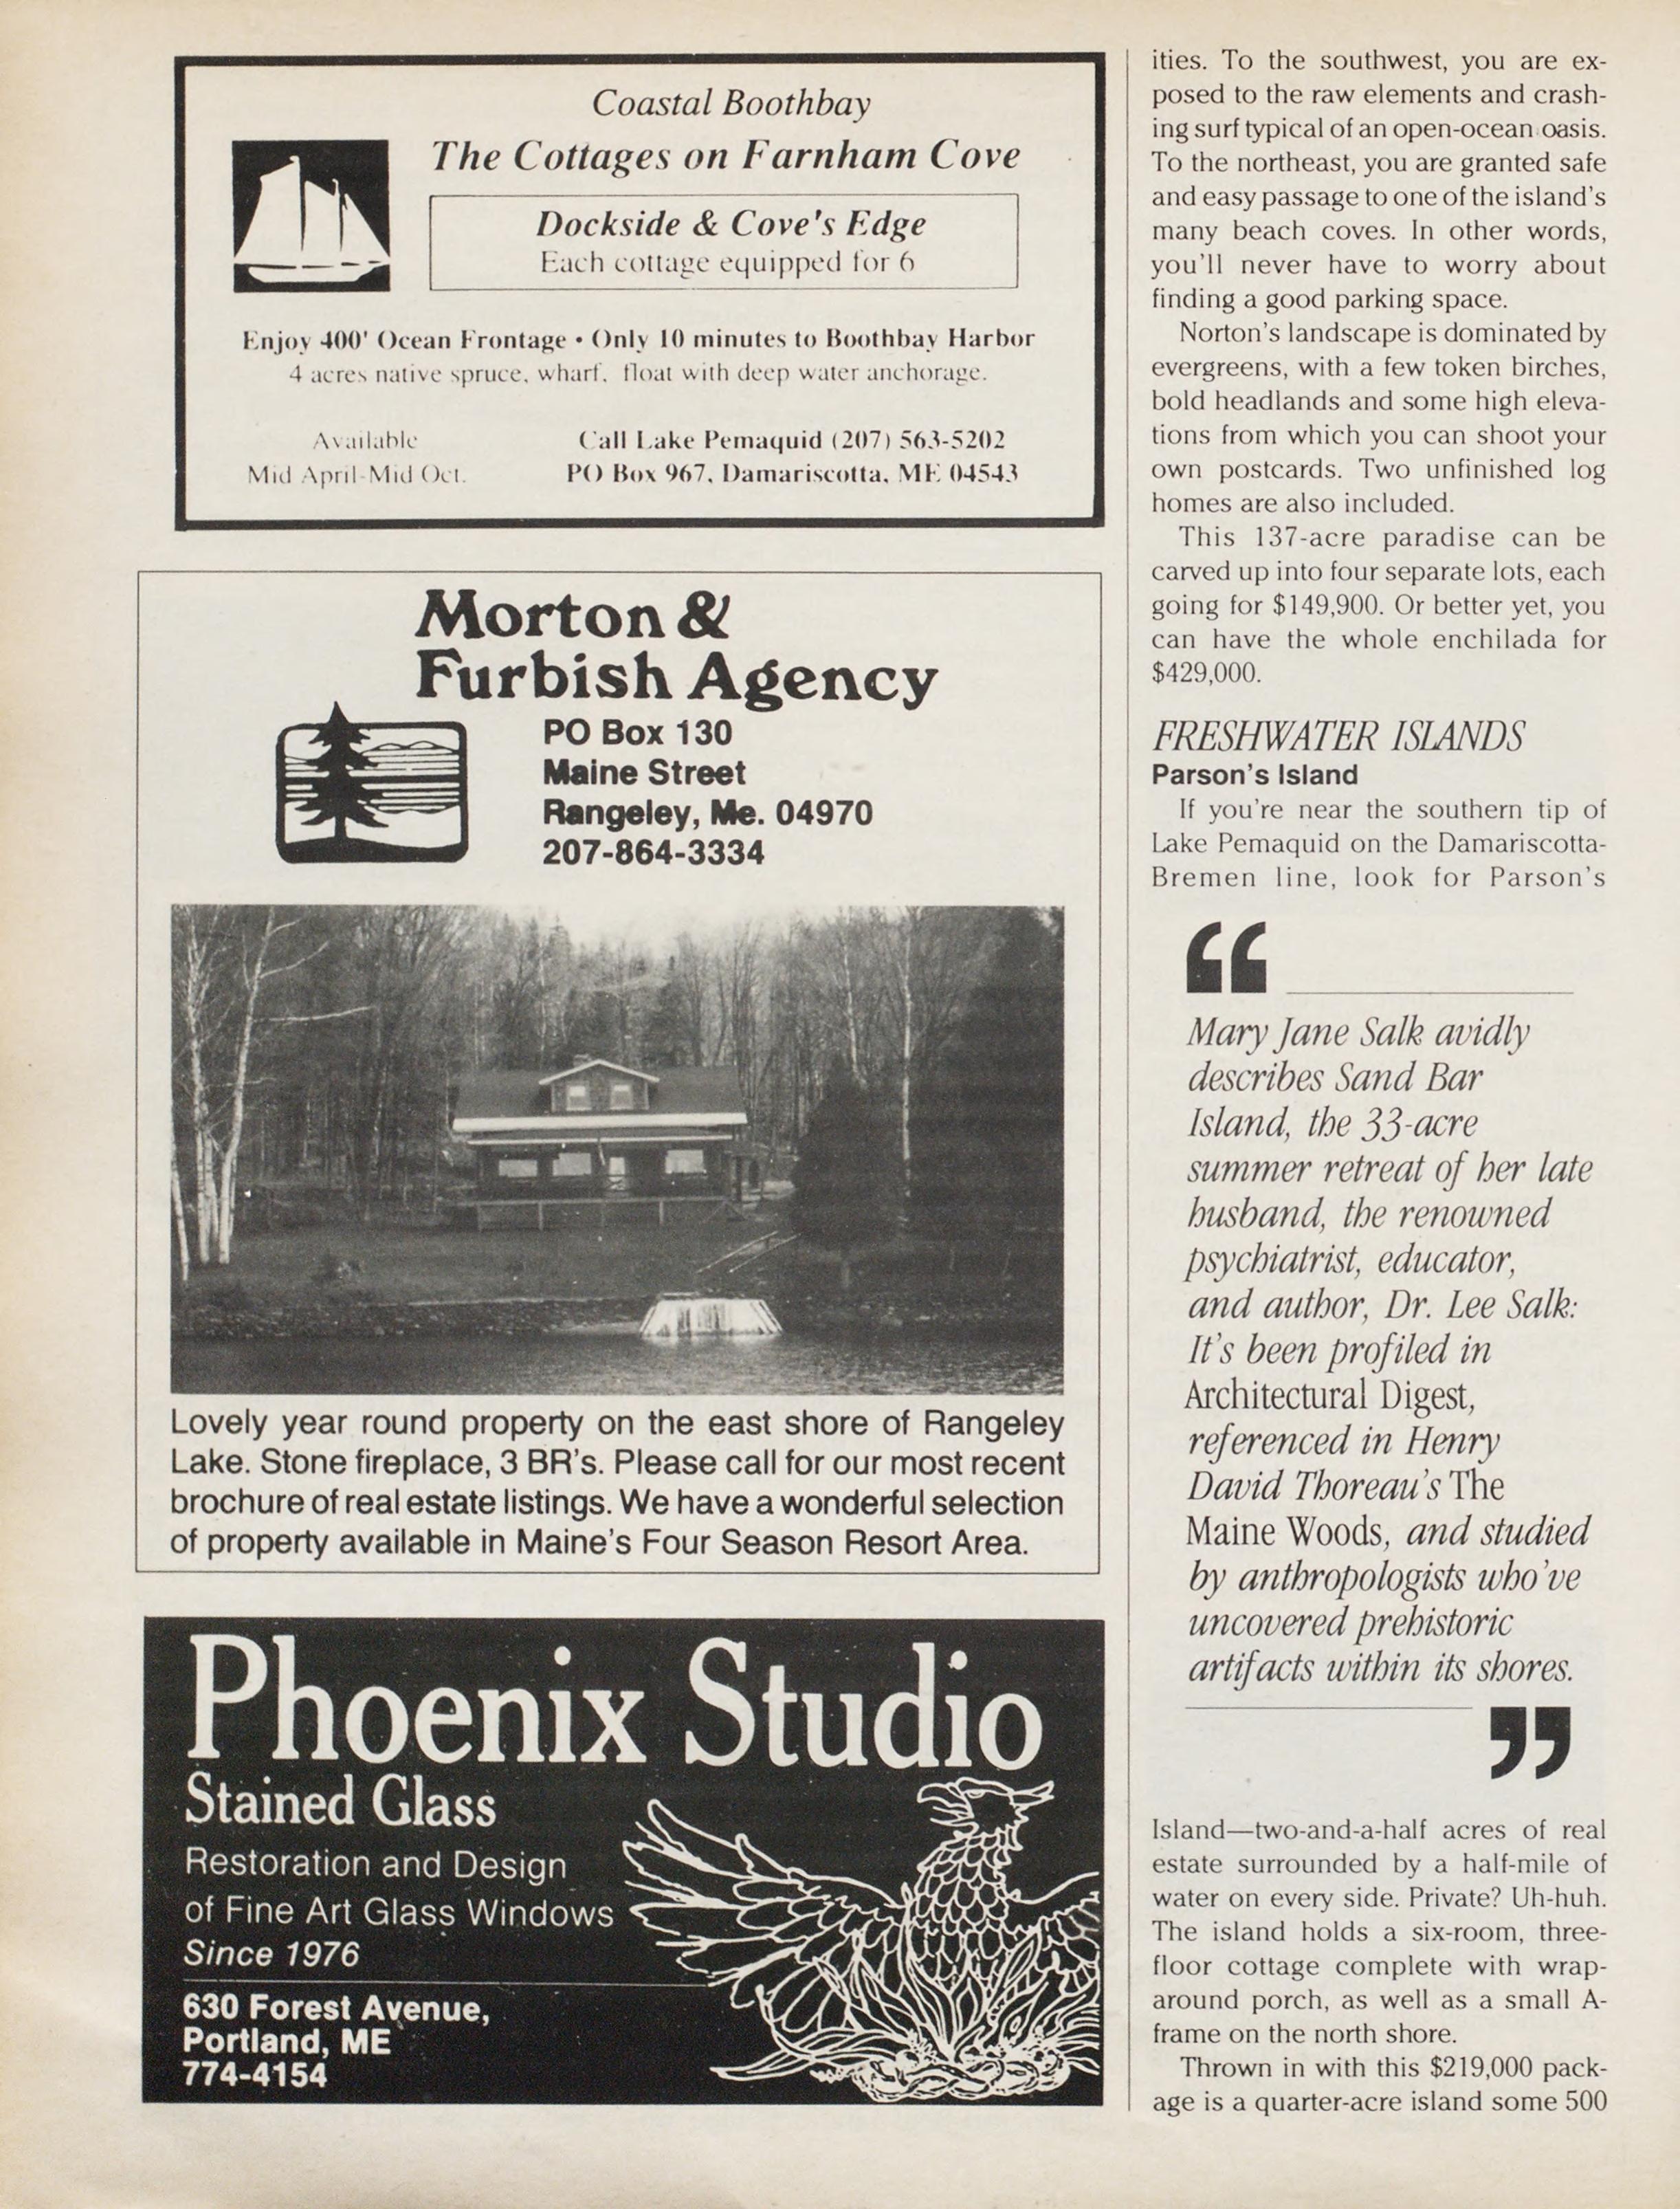 Coastal Boothbay
The Cottages on Farnham Cove
Dockside & Cove's Edge
Each cottage equipped for 6
Enjoy 400' Ocean Frontage • Only 10 minutes to Boothbay Harbor
4 acres native spruce, wharf, float with deep water anchorage.
Available
Mid April-Mid Oct.
Call Lake Pemaquid (207) 563-5202
PO Box 967, Damariscotta, ME 04543
Morton &
Furbish Agency
PO Box 130
Maine Street
Rangeley, Me. 04970
207-864-3334
Lovely year round property on the east shore of Rangeley
Lake. Stone fireplace, 3 BR's. Please call for our most recent
brochure of real estate listings. We have a wonderful selection
of property available in Maine's Four Season Resort Area.
Phoenix Studio
Stained Glass
Restoration and Design
of Fine Art Glass Windows
Since 1976
630 Forest Avenue,
Portland, ME
774-4154
ities. To the southwest, you are ex-
posed to the raw elements and crash-
ing surf typical of an open-ocean oasis.
To the northeast, you are granted safe
and easy passage to one of the island's
many beach coves. In other words,
you'll never have to worry about
finding a good parking space.
Norton's landscape is dominated by
evergreens, with a few token birches,
bold headlands and some high eleva-
tions from which you can shoot your
own postcards. Two unfinished log
homes are also included.
This 137-acre paradise can be
carved up into four separate lots, each
going for $149,900. Or better yet, you
can have the whole enchilada for
$429,000.
FRESHWATER ISLANDS
Parson's Island
If you're near the southern tip of
Lake Pemaquid on the Damariscotta-
Bremen line, look for Parson's
“
Mary Jane Salk avidly
describes Sand Bar
Island, the 33-acre
summer retreat of her late
husband, the renowned
psychiatrist, educator,
and author, Dr. Lee Salk:
It's been profiled in
Architectural Digest,
referenced in Henry
David Thoreau's The
Maine Woods, and studied
by anthropologists who've
uncovered prehistoric
artifacts within its shores.
”
Island—two-and-a-half acres of real
estate surrounded by a half-mile of
water on every side. Private? Uh-huh.
The island holds a six-room, three-
floor cottage complete with wrap-
around porch, as well as a small A-
frame on the north shore.
Thrown in with this $219,000 pack-
age is a quarter-acre island some 500